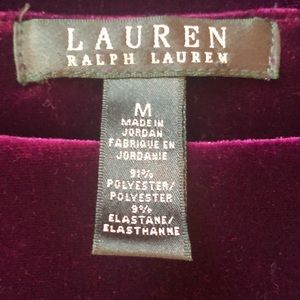 LAUREN
RALPH LAUREN
M
MADE IN
JORDAN
FABRIQUE EN
JORDANIE
91%
POLYESTER/
POLYESTER
9%
ELASTANE/
ELASTHANNE